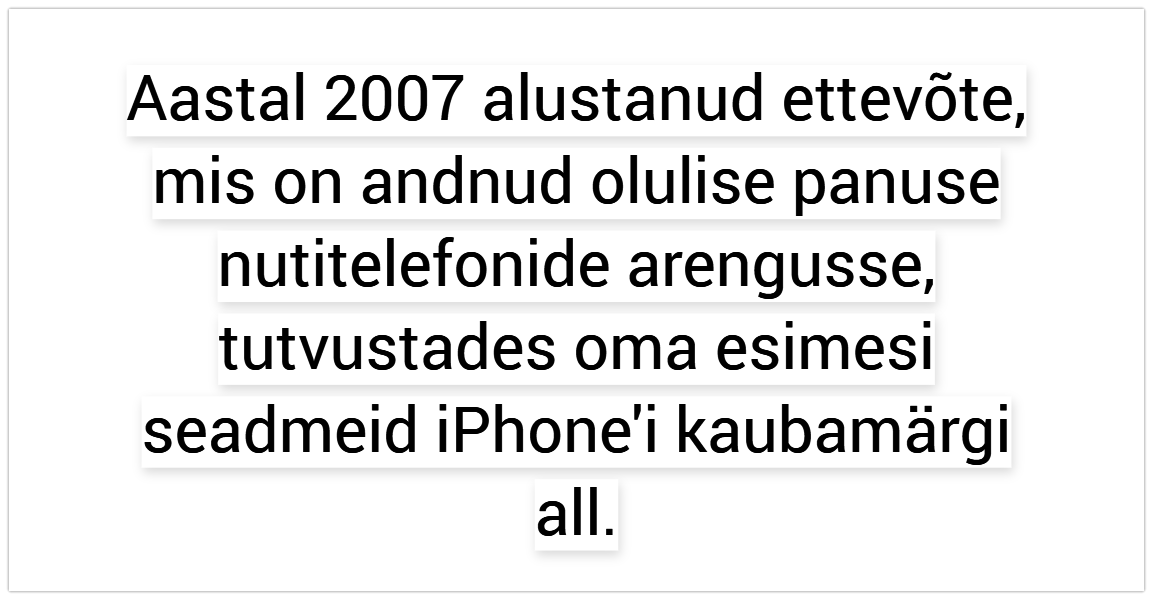 Aastal 2007 alustanud ettevõte,
mis on andnud olulise panuse
nutitelefonide arengusse,
tutvustades oma esimesi
seadmeid iPhone'i kaubamärgi
all.